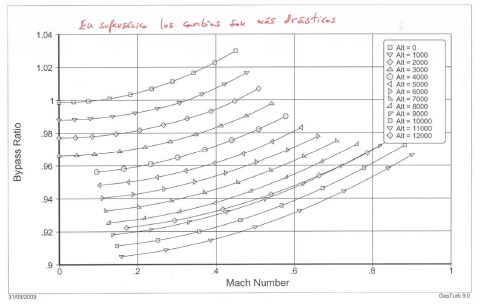 En supersónico los cambios son más drásticos
1.04
1.02
1
.98
.96
.94
.92
.9
Bypass Ratio
Alt = 0
Alt = 1000
Alt = 2000
Alt = 3000
Alt = 4000
Alt = 5000
Alt = 6000
Alt = 7000
Alt = 8000
Alt = 9000
Alt = 10000
Alt = 11000
Alt = 12000
0 .2 .4 .6 .8 1
Mach Number
31/03/2003 GasTurb 9.0